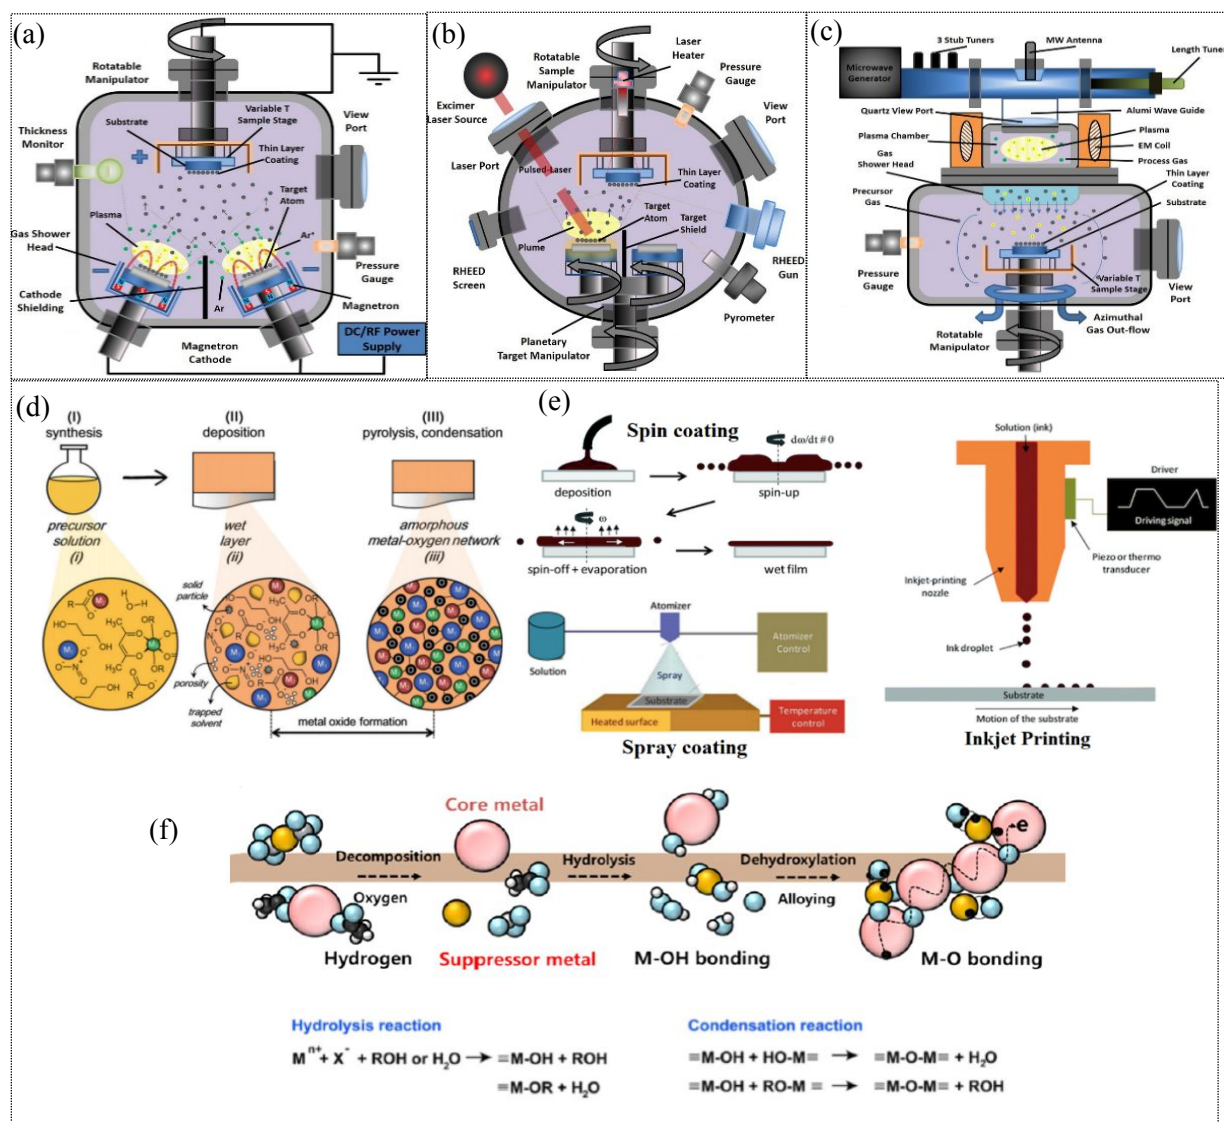 (a)
Rotatable
Manipulator
Substrate
Variable T
Sample Stage
View
Port
Thickness
Monitor
Thin Layer
Coating
Target
Atom
Plasma
Gas Shower
Head
Ar+
Pressure
Gauge
Cathode
Shielding
Ar
Magnetron
Magnetron
Cathode
DC/RF Power
Supply
(b)
Rotatable
Sample
Manipulator
Laser
Heater
Pressure
Gauge
Excimer
Laser Source
View
Port
Laser Port
Pulsed-Laser
Thin Layer
Coating
Target
Atom
Target
Shield
Plume
RHEED
Screen
RHEED
Gun
Pyrometer
Planetary
Target Manipulator
(c)
3 Stub Tuners
MW Antenna
Length Tuner
Microwave
Generator
Quartz View Port
Alumi Wave Guide
Plasma Chamber
Plasma
EM Coil
Gas
Shower Head
Process Gas
Thin Layer
Coating
Precursor
Gas
Substrate
Pressure
Gauge
Variable T
Sample Stage
View
Port
Rotatable
Manipulator
Azimuthal
Gas Out-flow
(d)
(I)
synthesis
(II)
deposition
(III)
pyrolysis, condensation
precursor
solution
(i)
wet
layer
(ii)
amorphous
metal-oxygen network
(iii)
solid
particle
porosity
trapped
solvent
metal oxide formation
(e)
Spin coating
dω/dt # 0
deposition
spin-up
ω
spin-off + evaporation
wet film
Atomizer
Solution
Atomizer
Control
Spray
Substrate
Heated surface
Temperature
control
Spray coating
Solution (ink)
Driver
Driving signal
Piezo or thermo
transducer
Inkjet-printing
nozzle
Ink droplet
Substrate
Motion of the substrate
Inkjet Printing
(f)
Core metal
Decomposition
Oxygen
Hydrolysis
Dehydroxylation
Alloying
e
Hydrogen
Suppressor metal
M-OH bonding
M-O bonding
Hydrolysis reaction
M^n+ + X^- + ROH or H2O → ≡M-OH + ROH
≡M-OR + H2O
Condensation reaction
≡M-OH + HO-M≡ → ≡M-O-M≡ + H2O
≡M-OH + RO-M ≡ → ≡M-O-M≡ + ROH